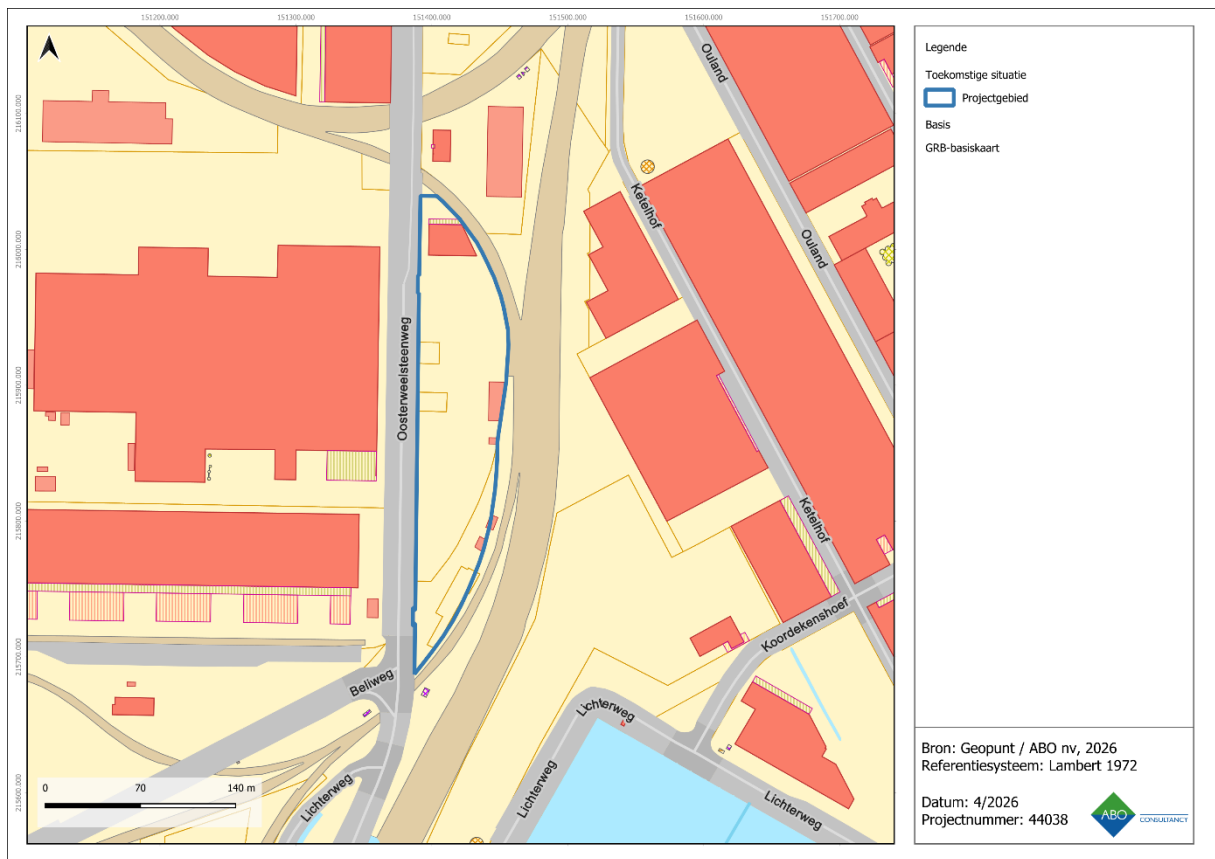 151200.000
151300.000
151400.000
151500.000
151600.000
151700.000
216100.000
216000.000
215900.000
215800.000
215700.000
215600.000
Ouland
Ketelhof
Ouland
Oosterweelsteenweg
Ketelhof
Koordekenshoef
Beliweg
Lichterweg
Lichterweg
Lichterweg
Lichterweg
0 70 140 m
Legende
Toekomstige situatie
Projectgebied
Basis
GRB-basiskaart
Bron: Geopunt / ABO nv, 2026
Referentiesysteem: Lambert 1972
Datum: 4/2026
Projectnummer: 44038
ABO
CONSULTANCY